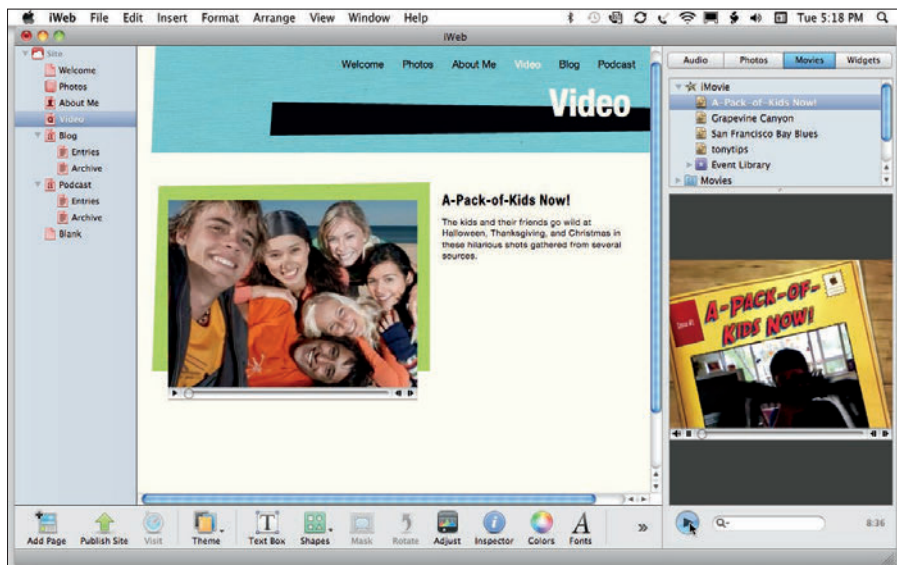 iWeb File Edit Insert Format Arrange View Window Help Tue 5:18 PM
iWeb
Site
Welcome
Photos
About Me
Video
Blog
Entries
Archive
Podcast
Entries
Archive
Blank
Welcome Photos About Me Video Blog Podcast
Video
A-Pack-of-Kids Now!
The kids and their friends go wild at
Halloween, Thanksgiving, and Christmas in
these hilarious shots gathered from several
sources.
Audio Photos Movies Widgets
iMovie
A-Pack-of-Kids Now!
Grapevine Canyon
San Francisco Bay Blues
tonytips
Event Library
Movies
A-PACK-OF-
KIDS NOW!
8:36
Add Page Publish Site Visit Theme Text Box Shapes Mask Rotate Adjust Inspector Colors Fonts